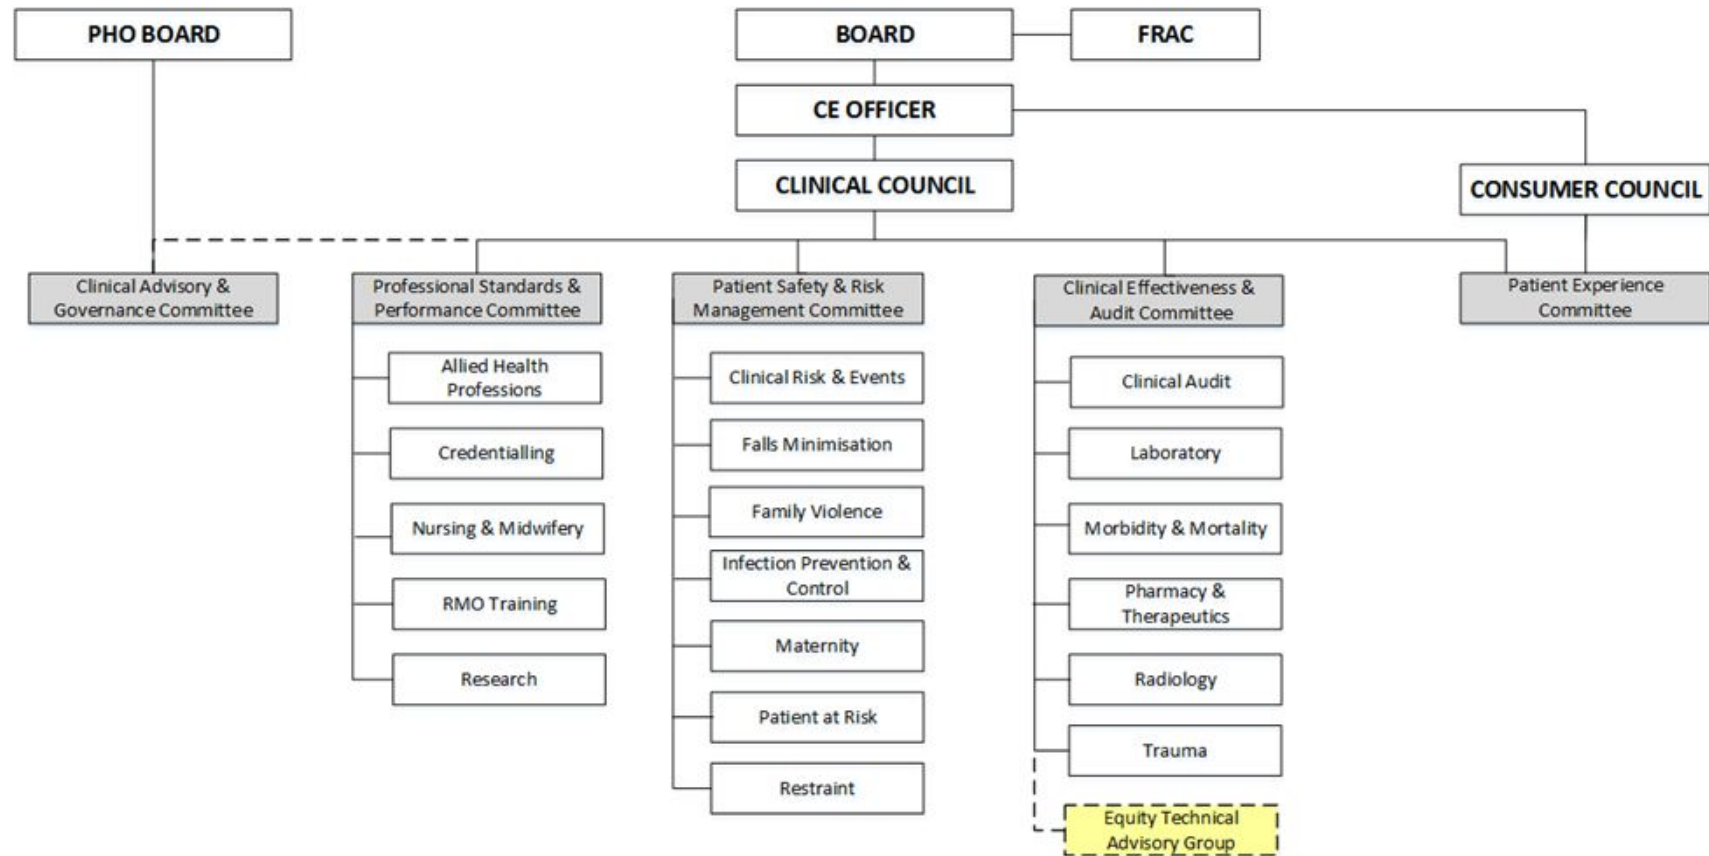 PHO BOARD
BOARD
FRAC
CE OFFICER
CLINICAL COUNCIL
CONSUMER COUNCIL
Clinical Advisory &
Governance Committee
Professional Standards &
Performance Committee
Patient Safety & Risk
Management Committee
Clinical Effectiveness &
Audit Committee
Patient Experience
Committee
Allied Health
Professions
Credentialling
Nursing & Midwifery
RMO Training
Research
Clinical Risk & Events
Falls Minimisation
Family Violence
Infection Prevention &
Control
Maternity
Patient at Risk
Restraint
Clinical Audit
Laboratory
Morbidity & Mortality
Pharmacy &
Therapeutics
Radiology
Trauma
Equity Technical
Advisory Group